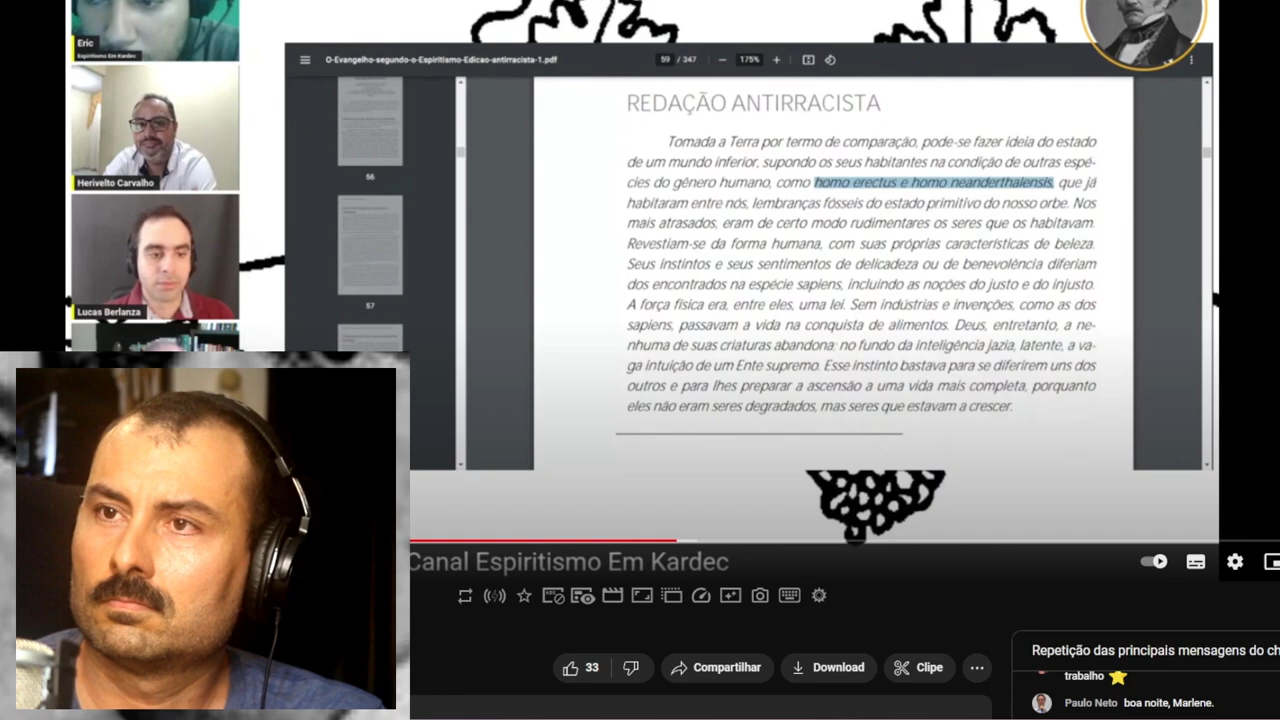 Eric
Espiritismo Em Kardec
Herivelto Carvalho
Lucas Berlanza
O-Evangelho-segundo-o-Espiritismo-Edicao-antirracista-1.pdf
59 / 347
175%
56
57
REDAÇÃO ANTIRRACISTA
Tomada a Terra por termo de comparação, pode-se fazer ideia do estado
de um mundo inferior, supondo os seus habitantes na condição de outras espé-
cies do gênero humano, como homo erectus e homo neanderthalensis, que já
habitaram entre nós, lembranças fósseis do estado primitivo do nosso orbe. Nos
mais atrasados, eram de certo modo rudimentares os seres que os habitavam.
Revestiam-se da forma humana, com suas próprias características de beleza.
Seus instintos e seus sentimentos de delicadeza ou de benevolência diferiam
dos encontrados na espécie sapiens, incluindo as noções do justo e do injusto.
A força física era, entre eles, uma lei. Sem indústrias e invenções, como as dos
sapiens, passavam a vida na conquista de alimentos. Deus, entretanto, a ne-
nhuma de suas criaturas abandona; no fundo da inteligência jazia, latente, a va-
ga intuição de um Ente supremo. Esse instinto bastava para se diferirem uns dos
outros e para lhes preparar a ascensão a uma vida mais completa, porquanto
eles não eram seres degradados, mas seres que estavam a crescer.
Canal Espiritismo Em Kardec
33
Compartilhar
Download
Clipe
Repetição das principais mensagens do ch
trabalho
Paulo Neto boa noite, Marlene.